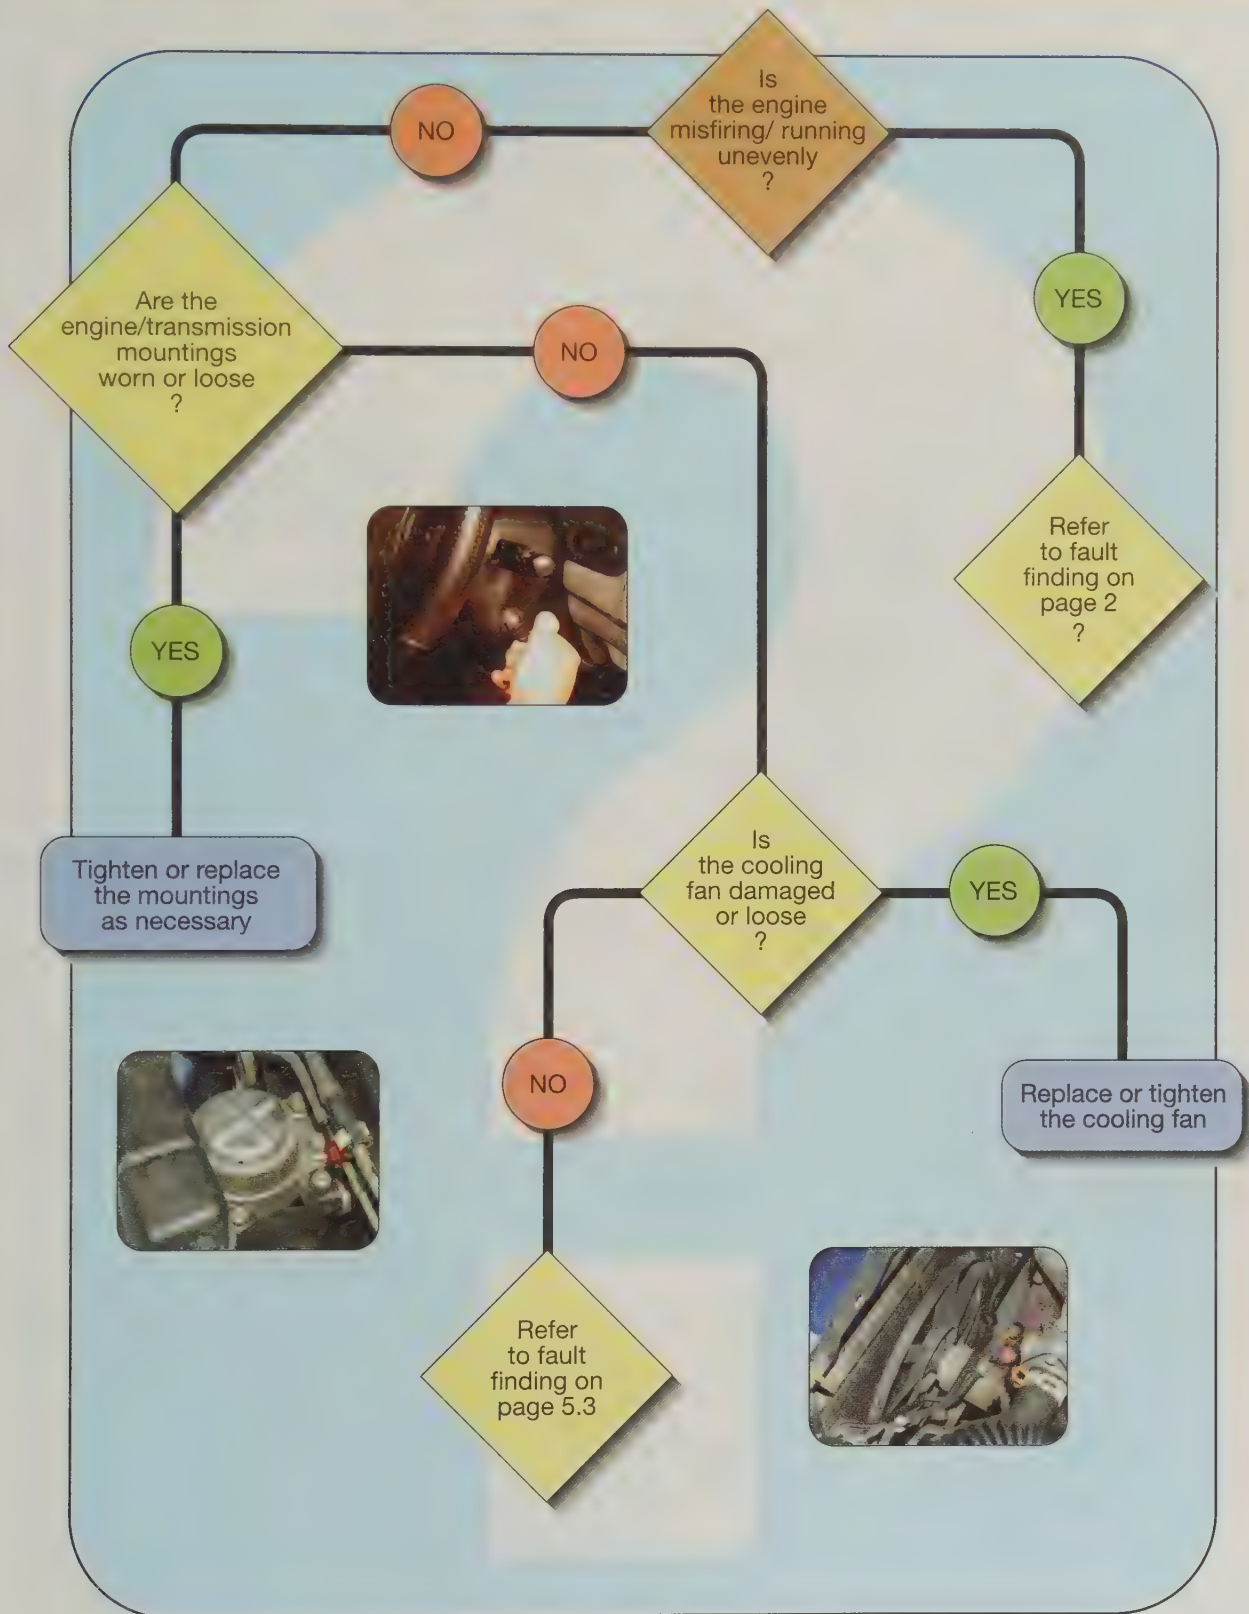 Is
the engine
misfiring/ running
unevenly
?
NO
YES
Are the
engine/transmission
mountings
worn or loose
?
NO
Refer
to fault
finding on
page 2
?
YES
Tighten or replace
the mountings
as necessary
Is
the cooling
fan damaged
or loose
?
YES
NO
Replace or tighten
the cooling fan
Refer
to fault
finding on
page 5.3